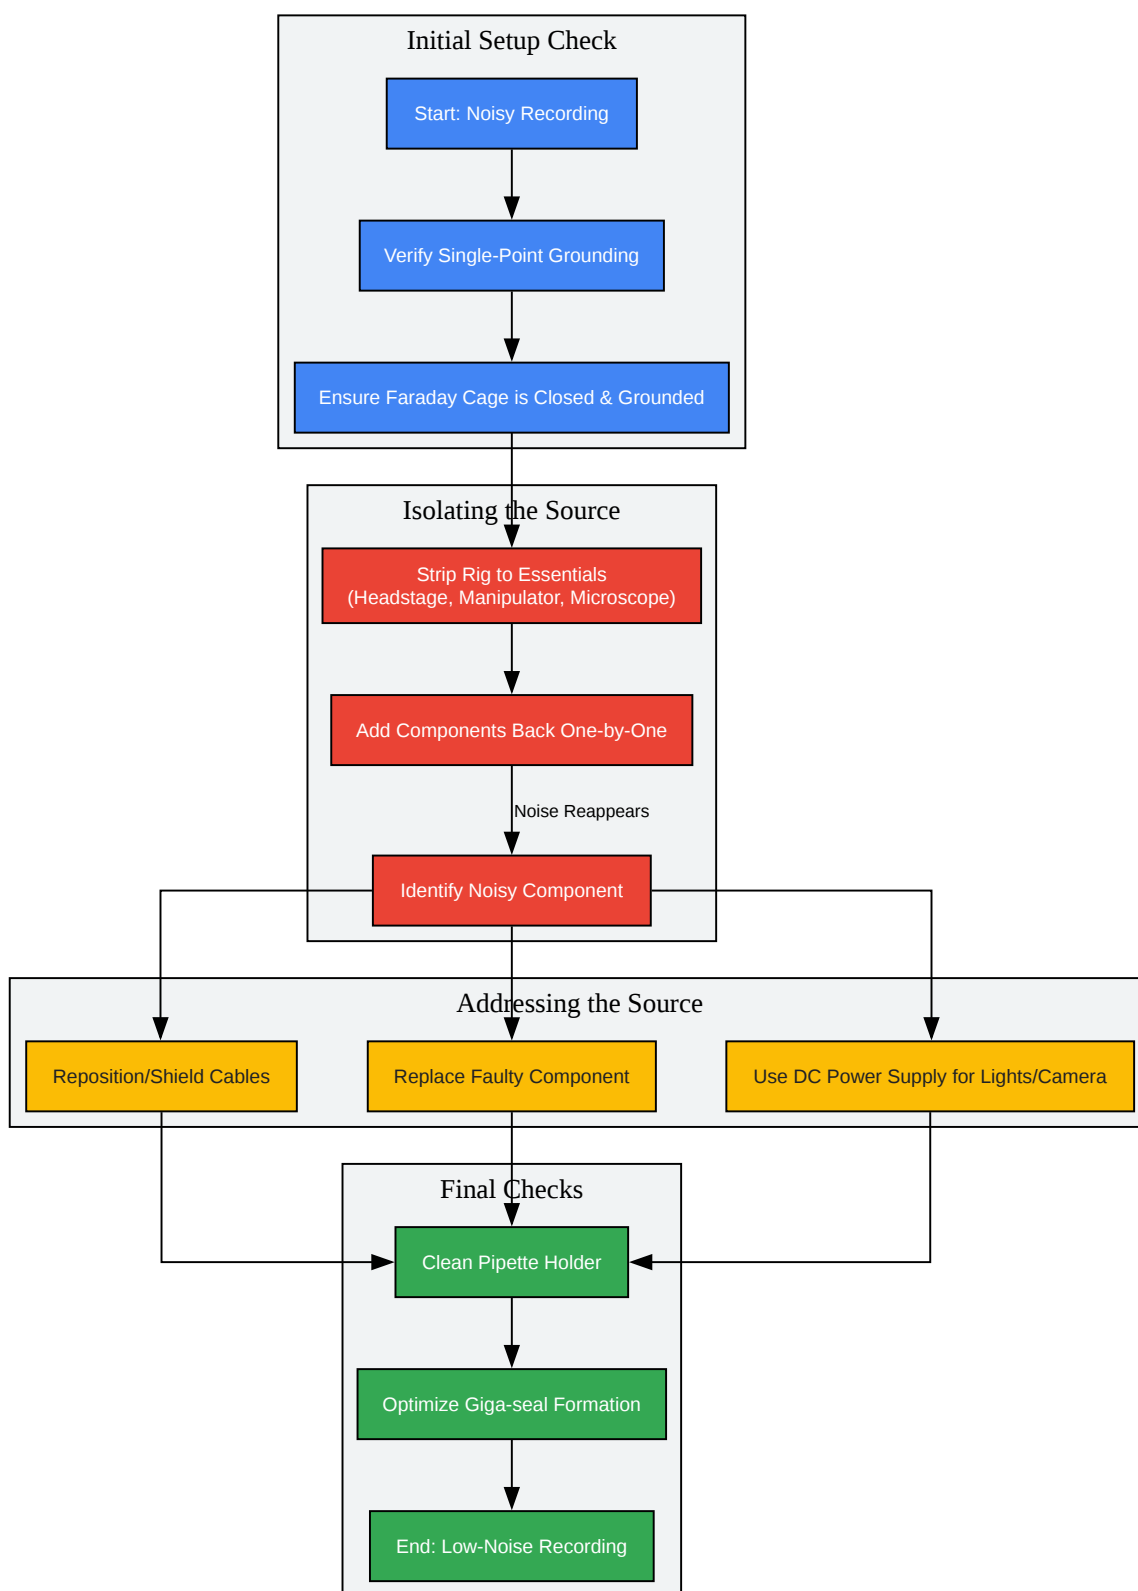 Initial Setup Check
Start: Noisy Recording
Verify Single-Point Grounding
Ensure Faraday Cage is Closed & Grounded
Isolating the Source
Strip Rig to Essentials
(Headstage, Manipulator, Microscope)
Add Components Back One-by-One
Noise Reappears
Identify Noisy Component
Addressing the Source
Reposition/Shield Cables
Replace Faulty Component
Use DC Power Supply for Lights/Camera
Final Checks
Clean Pipette Holder
Optimize Giga-seal Formation
End: Low-Noise Recording